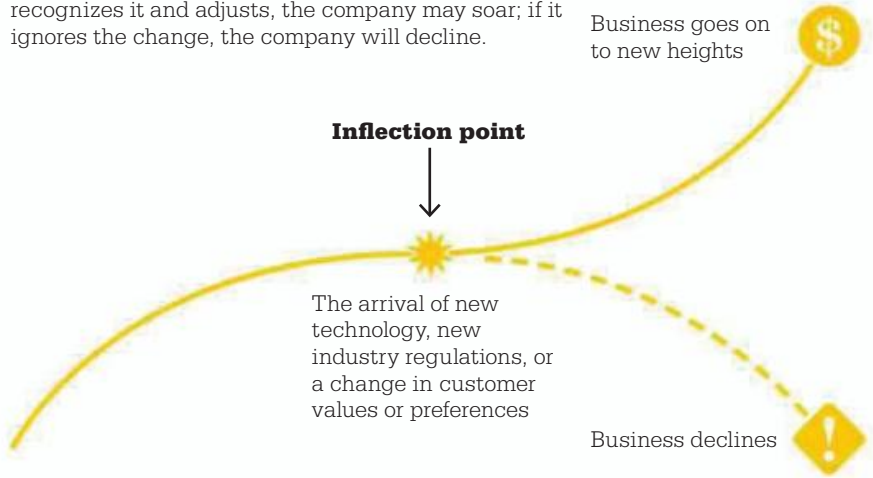 recognizes it and adjusts, the company may soar; if it
ignores the change, the company will decline.
Business goes on
to new heights
$
Inflection point
The arrival of new
technology, new
industry regulations, or
a change in customer
values or preferences
Business declines
!